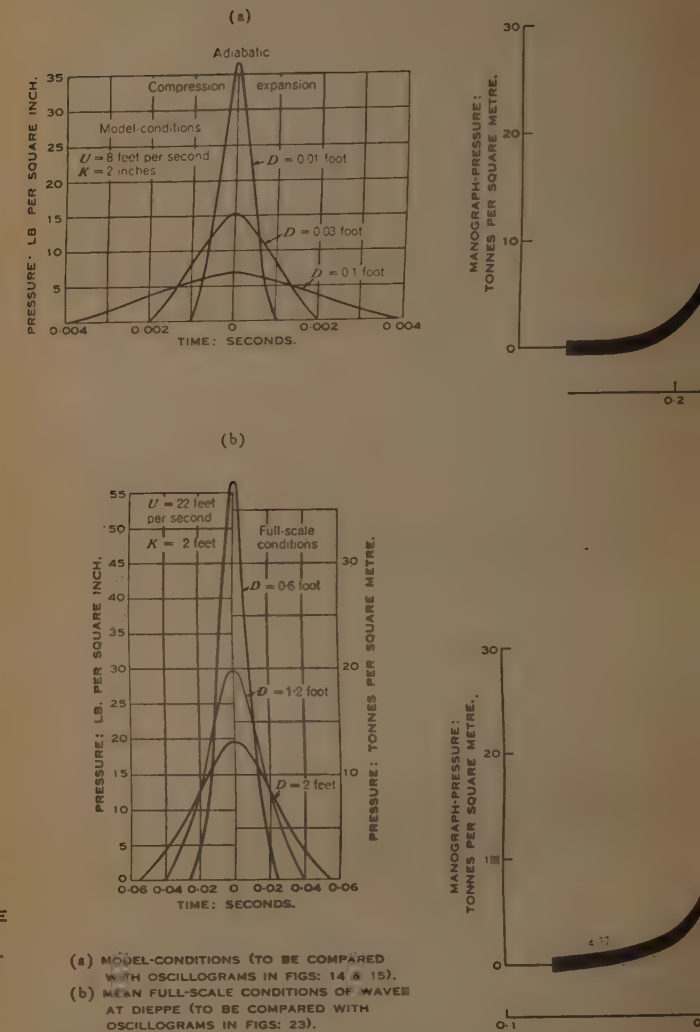 (a)
Adiabatic
Compression expansion
Model-conditions
U = 8 feet per second
K = 2 inches
D = 0.01 foot
D = 0.03 foot
D = 0.1 foot
35
30
25
20
15
10
5
PRESSURE: LB PER SQUARE INCH.
0.004 0.002 0 0.002 0.004
TIME: SECONDS.
30
20
10
0
MANOGRAPH-PRESSURE:
TONNES PER SQUARE METRE.
0.2
(b)
U = 22 feet
per second
K = 2 feet
Full-scale
conditions
D = 0.6 foot
D = 1.2 foot
D = 2 feet
55
50
45
40
35
30
25
20
15
10
5
0
PRESSURE: LB. PER SQUARE INCH.
30
20
10
PRESSURE: TONNES PER SQUARE METRE.
0.06 0.04 0.02 0 0.02 0.04 0.06
TIME: SECONDS.
30
20
0
MANOGRAPH-PRESSURE:
TONNES PER SQUARE METRE.
0.1
(a) MODEL-CONDITIONS (TO BE COMPARED
WITH OSCILLOGRAMS IN FIGS: 14 & 15).
(b) MEAN FULL-SCALE CONDITIONS OF WAVES
AT DIEPPE (TO BE COMPARED WITH
OSCILLOGRAMS IN FIGS: 23).